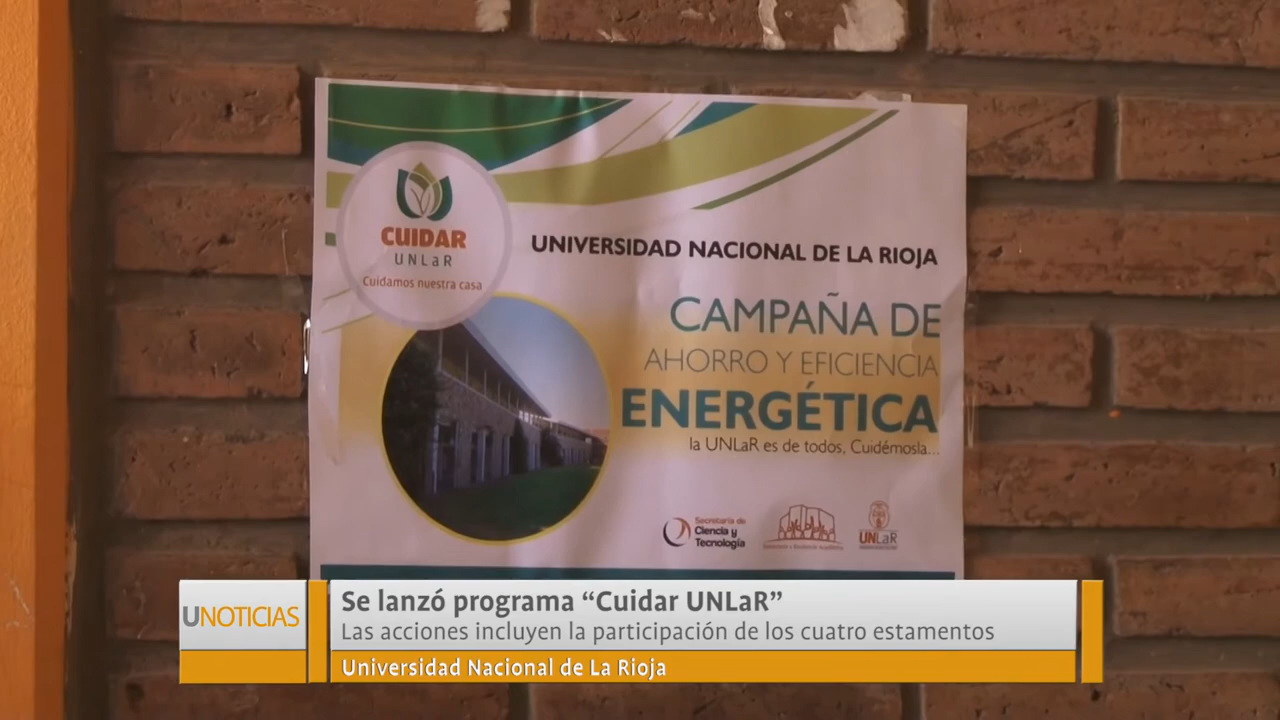 CUIDAR
UNLaR
Cuidamos nuestra casa
UNIVERSIDAD NACIONAL DE LA RIOJA
CAMPAÑA DE
AHORRO Y EFICIENCIA
ENERGÉTICA
la UNLaR es de todos, Cuidémosla...
Secretaría de
Ciencia y
Tecnología
UNLaR
UNOTICIAS
Se lanzó programa “Cuidar UNLaR”
Las acciones incluyen la participación de los cuatro estamentos
Universidad Nacional de La Rioja